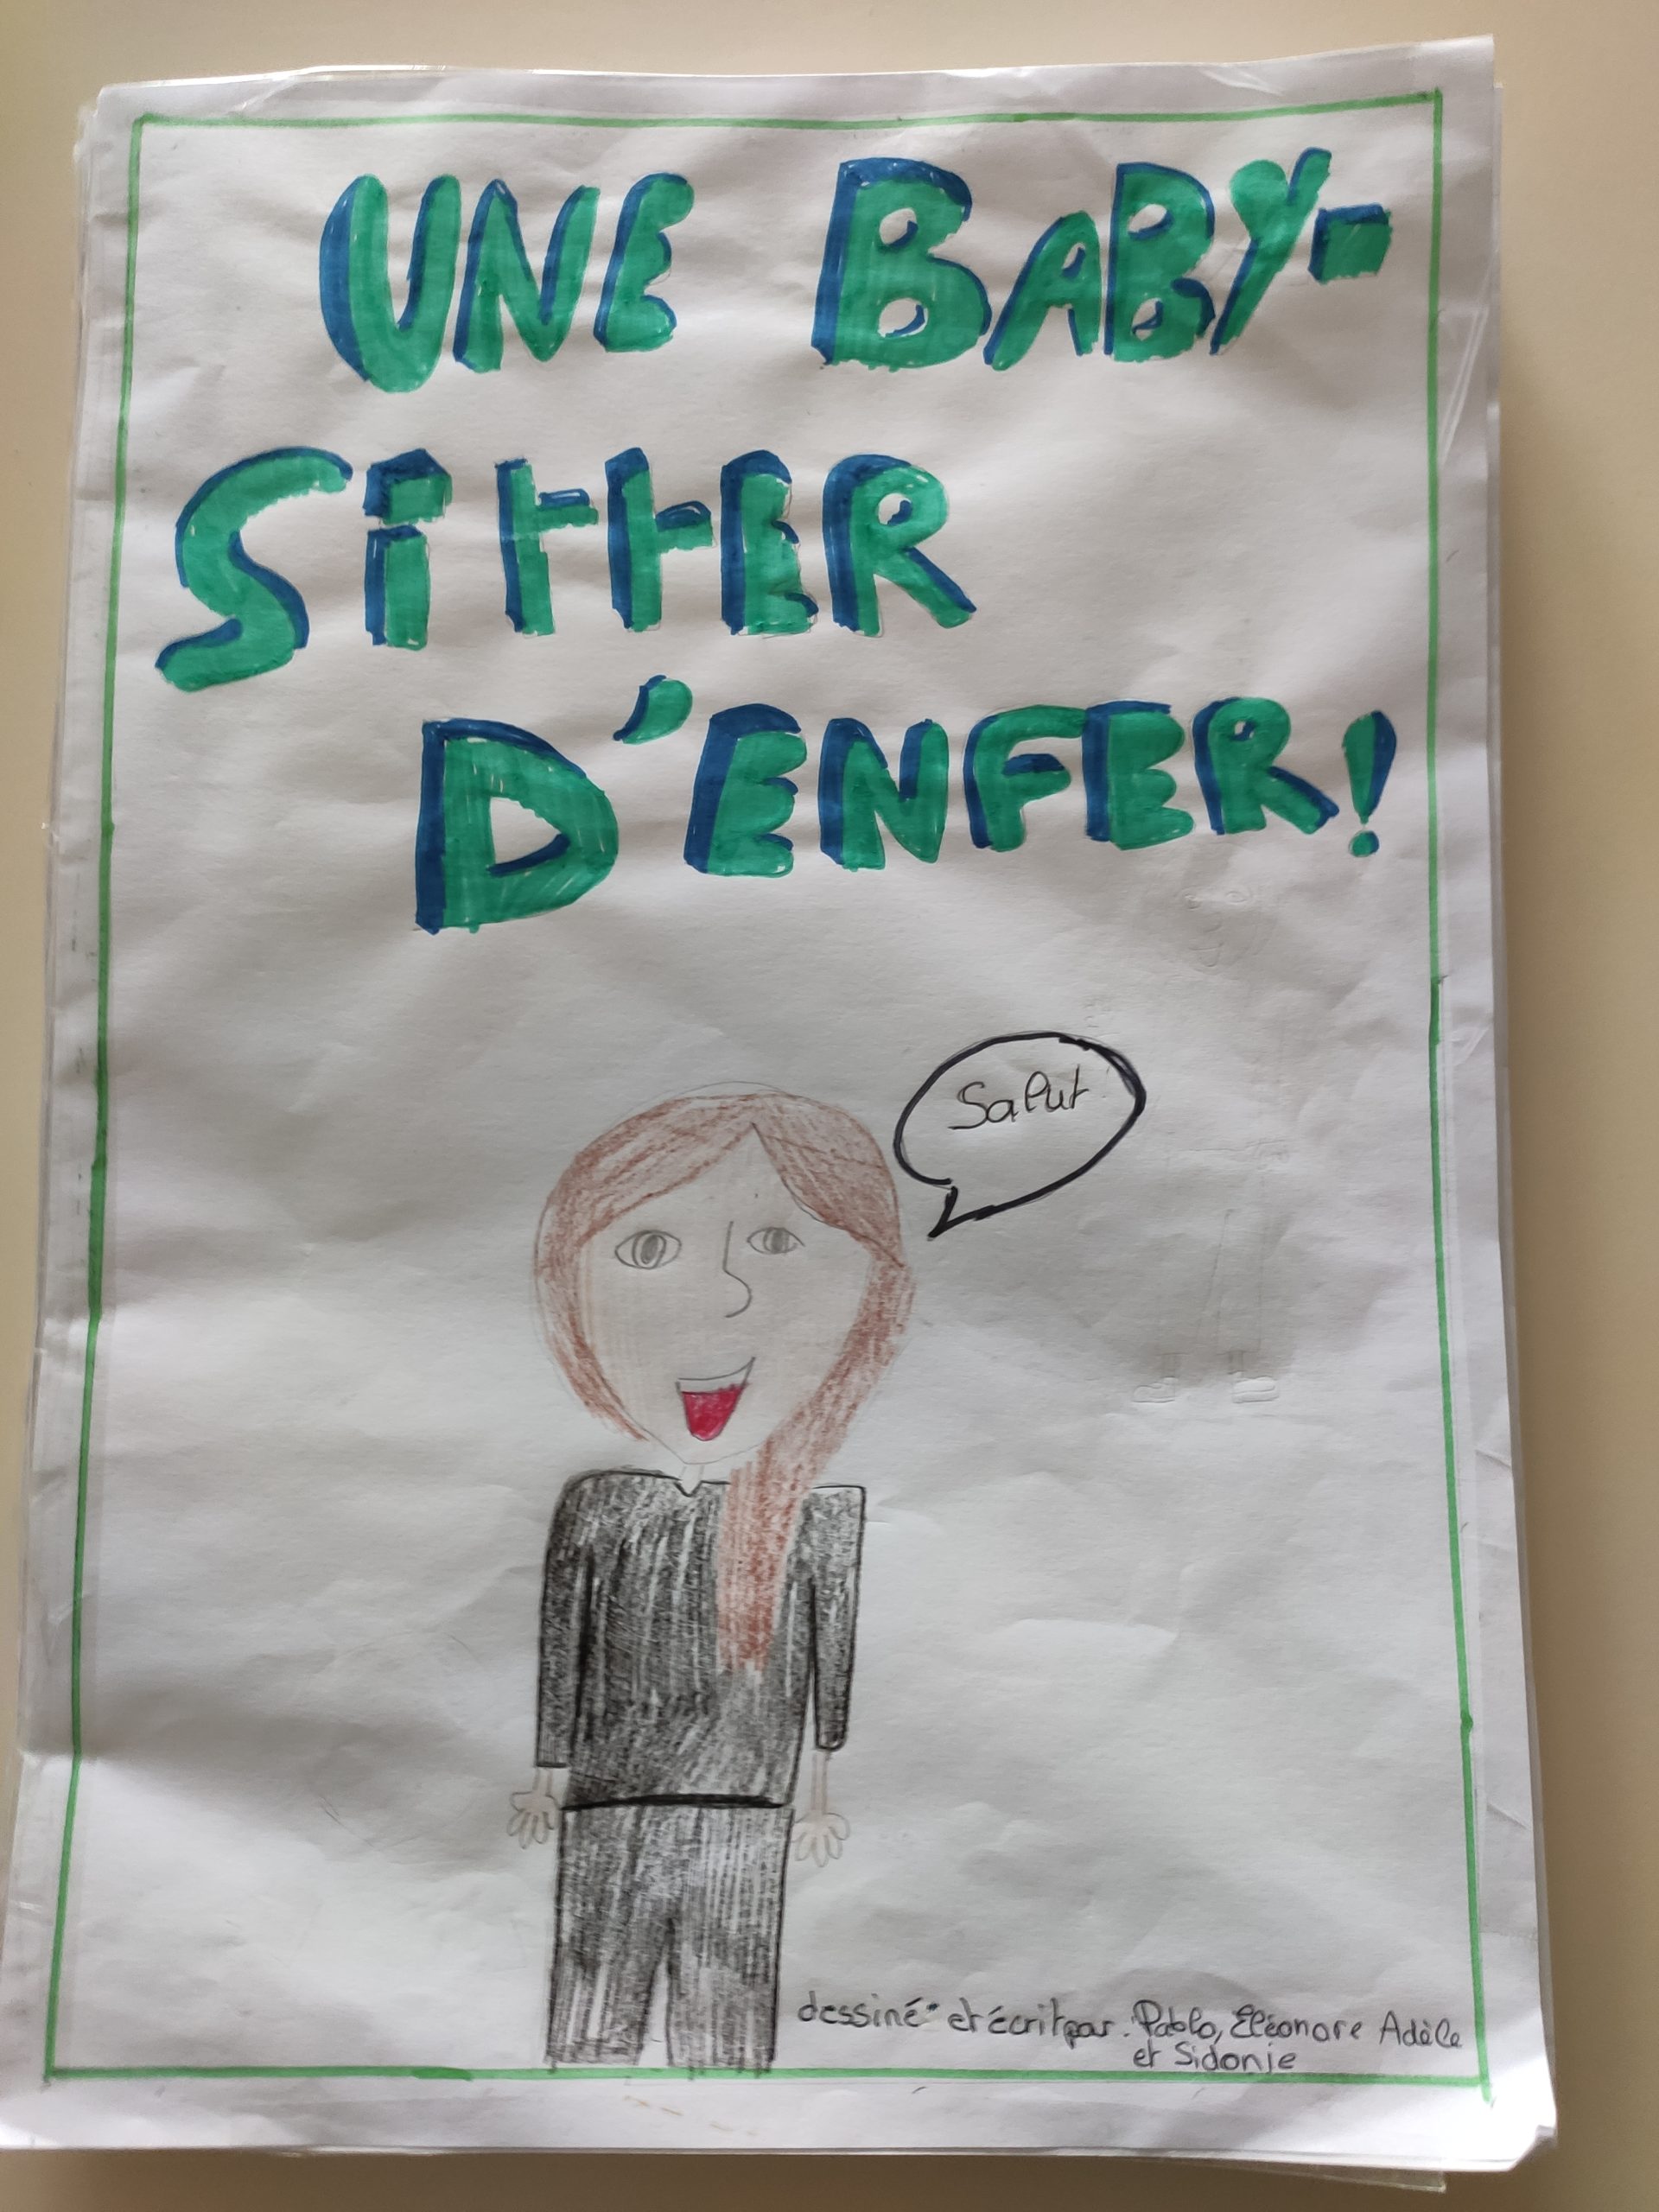 UNE BABY-
SiTTER
D'ENFER!
Salut
dessiné et écrit par : Pablo, Eléonore Adèle
et Sidonie